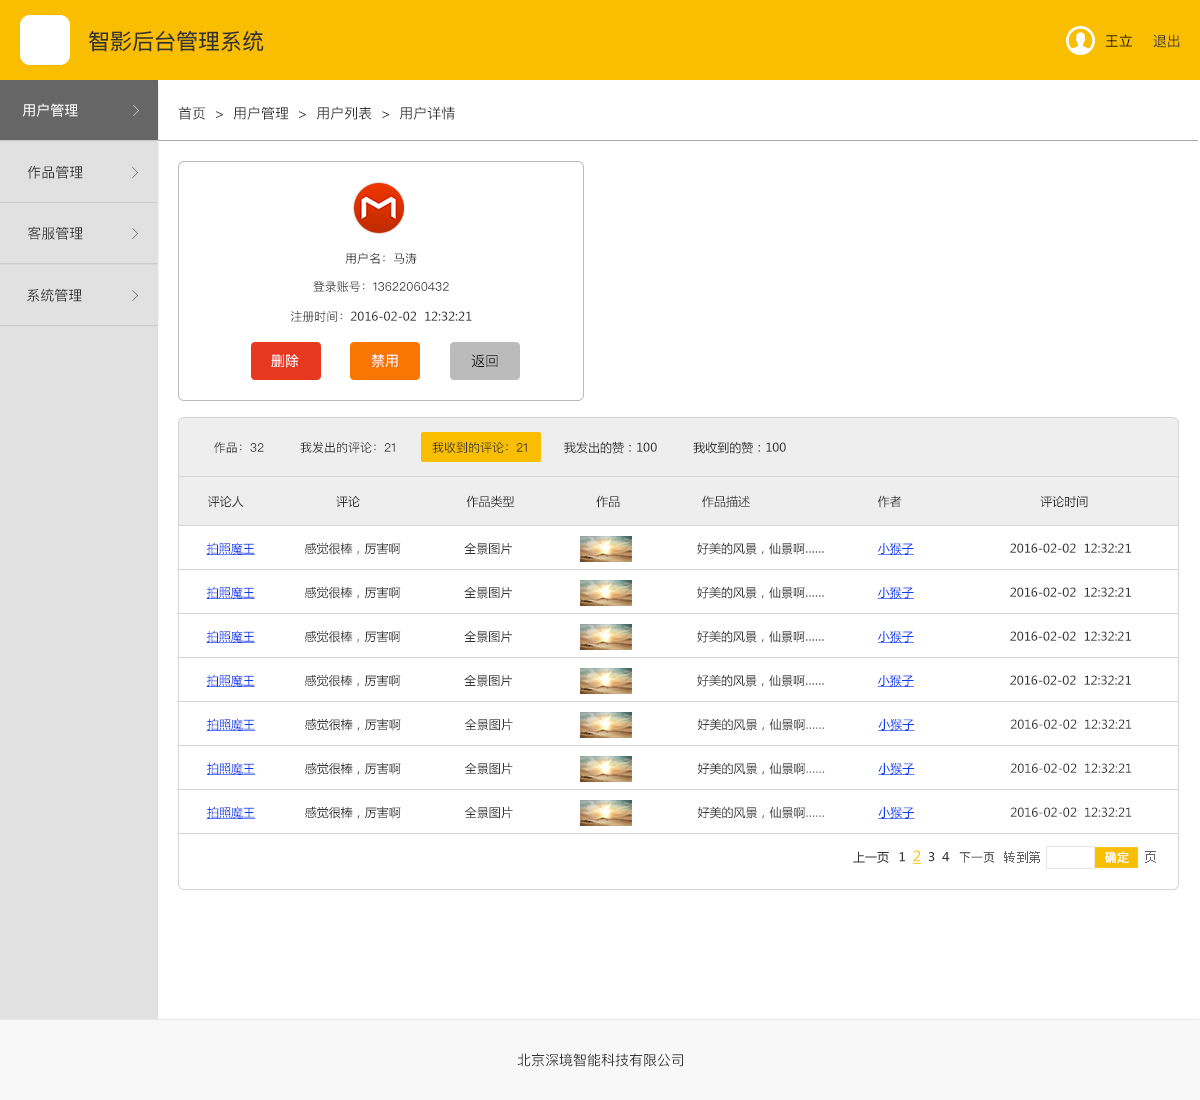 智影后台管理系统
王立 退出
用户管理
作品管理
客服管理
系统管理
首页 > 用户管理 > 用户列表 > 用户详情
用户名：马涛
登录账号：13622060432
注册时间：2016-02-02 12:32:21
删除 禁用 返回
作品：32 我发出的评论：21 我收到的评论：21 我发出的赞：100 我收到的赞：100
评论人 评论 作品类型 作品 作品描述 作者 评论时间
拍照魔王 感觉很棒，厉害啊 全景图片 好美的风景，仙景啊...... 小猴子 2016-02-02 12:32:21
拍照魔王 感觉很棒，厉害啊 全景图片 好美的风景，仙景啊...... 小猴子 2016-02-02 12:32:21
拍照魔王 感觉很棒，厉害啊 全景图片 好美的风景，仙景啊...... 小猴子 2016-02-02 12:32:21
拍照魔王 感觉很棒，厉害啊 全景图片 好美的风景，仙景啊...... 小猴子 2016-02-02 12:32:21
拍照魔王 感觉很棒，厉害啊 全景图片 好美的风景，仙景啊...... 小猴子 2016-02-02 12:32:21
拍照魔王 感觉很棒，厉害啊 全景图片 好美的风景，仙景啊...... 小猴子 2016-02-02 12:32:21
拍照魔王 感觉很棒，厉害啊 全景图片 好美的风景，仙景啊...... 小猴子 2016-02-02 12:32:21
上一页 1 2 3 4 下一页 转到第 确定 页
北京深境智能科技有限公司